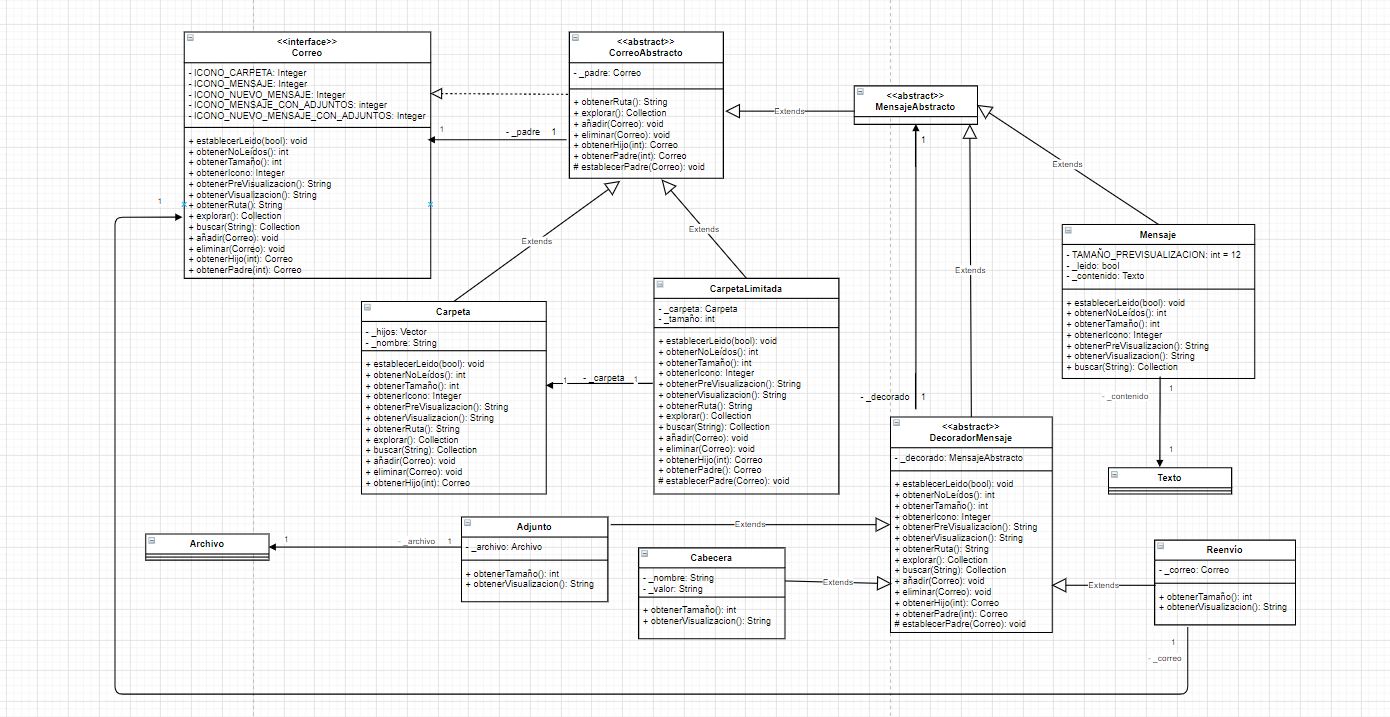 <<interface>>
Correo
- ICONO_CARPETA: Integer
- ICONO_MENSAJE: Integer
- ICONO_NUEVO_MENSAJE: Integer
- ICONO_MENSAJE_CON_ADJUNTOS: integer
- ICONO_NUEVO_MENSAJE_CON_ADJUNTOS: Integer
+ establecerLeido(bool): void
+ obtenerNoLeídos(): int
+ obtenerTamaño(): int
+ obtenerIcono: Integer
+ obtenerPreVisualizacion(): String
+ obtenerVisualizacion(): String
+ obtenerRuta(): String
+ explorar(): Collection
+ buscar(String): Collection
+ añadir(Correo): void
+ eliminar(Correo): void
+ obtenerHijo(int): Correo
+ obtenerPadre(int): Correo
<<abstract>>
CorreoAbstracto
- _padre: Correo
+ obtenerRuta(): String
+ explorar(): Collection
+ añadir(Correo): void
+ eliminar(Correo): void
+ obtenerHijo(int): Correo
+ obtenerPadre(int): Correo
# establecerPadre(Correo): void
1
- _padre
1
Extends
<<abstract>>
MensajeAbstracto
1
Extends
Extends
Extends
Extends
1
Mensaje
- TAMAÑO_PREVISUALIZACION: int = 12
- _leido: bool
- _contenido: Texto
+ establecerLeido(bool): void
+ obtenerNoLeídos(): int
+ obtenerTamaño(): int
+ obtenerIcono: Integer
+ obtenerPreVisualizacion(): String
+ obtenerVisualizacion(): String
+ buscar(String): Collection
Carpeta
- _hijos: Vector
- _nombre: String
+ establecerLeido(bool): void
+ obtenerNoLeídos(): int
+ obtenerTamaño(): int
+ obtenerIcono: Integer
+ obtenerPreVisualizacion(): String
+ obtenerVisualizacion(): String
+ obtenerRuta(): String
+ explorar(): Collection
+ buscar(String): Collection
+ añadir(Correo): void
+ eliminar(Correo): void
+ obtenerHijo(int): Correo
1
- _carpeta
1
CarpetaLimitada
- _carpeta: Carpeta
- _tamaño: int
+ establecerLeido(bool): void
+ obtenerNoLeídos(): int
+ obtenerTamaño(): int
+ obtenerIcono: Integer
+ obtenerPreVisualizacion(): String
+ obtenerVisualizacion(): String
+ obtenerRuta(): String
+ explorar(): Collection
+ buscar(String): Collection
+ añadir(Correo): void
+ eliminar(Correo): void
+ obtenerHijo(int): Correo
+ obtenerPadre(): Correo
# establecerPadre(Correo): void
- _decorado
1
1
- _contenido
1
Texto
<<abstract>>
DecoradorMensaje
- _decorado: MensajeAbstracto
+ establecerLeido(bool): void
+ obtenerNoLeídos(): int
+ obtenerTamaño(): int
+ obtenerIcono: Integer
+ obtenerPreVisualizacion(): String
+ obtenerVisualizacion(): String
+ obtenerRuta(): String
+ explorar(): Collection
+ buscar(String): Collection
+ añadir(Correo): void
+ eliminar(Correo): void
+ obtenerHijo(int): Correo
+ obtenerPadre(int): Correo
# establecerPadre(Correo): void
Archivo
1
- _archivo
1
Adjunto
- _archivo: Archivo
+ obtenerTamaño(): int
+ obtenerVisualizacion(): String
Extends
Cabecera
- _nombre: String
- _valor: String
+ obtenerTamaño(): int
+ obtenerVisualizacion(): String
Extends
Extends
Reenvío
- _correo: Correo
+ obtenerTamaño(): int
+ obtenerVisualizacion(): String
1
- _correo